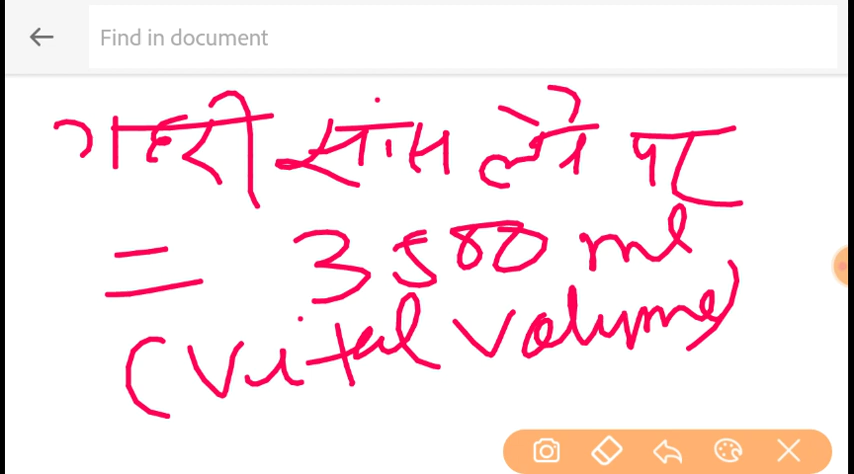 Find in document
गहरी सांस लेने पर
= 3500 ml
(Vital Volume)